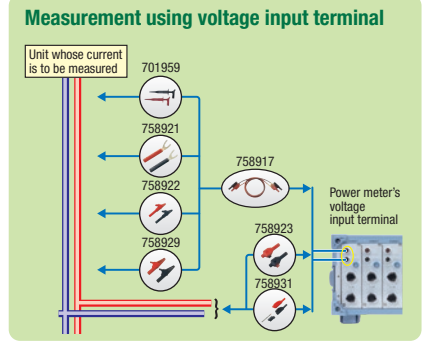 Measurement using voltage input terminal
Unit whose current
is to be measured
701959
758921
758917
758922
Power meter's
voltage
input terminal
758923
758929
758931